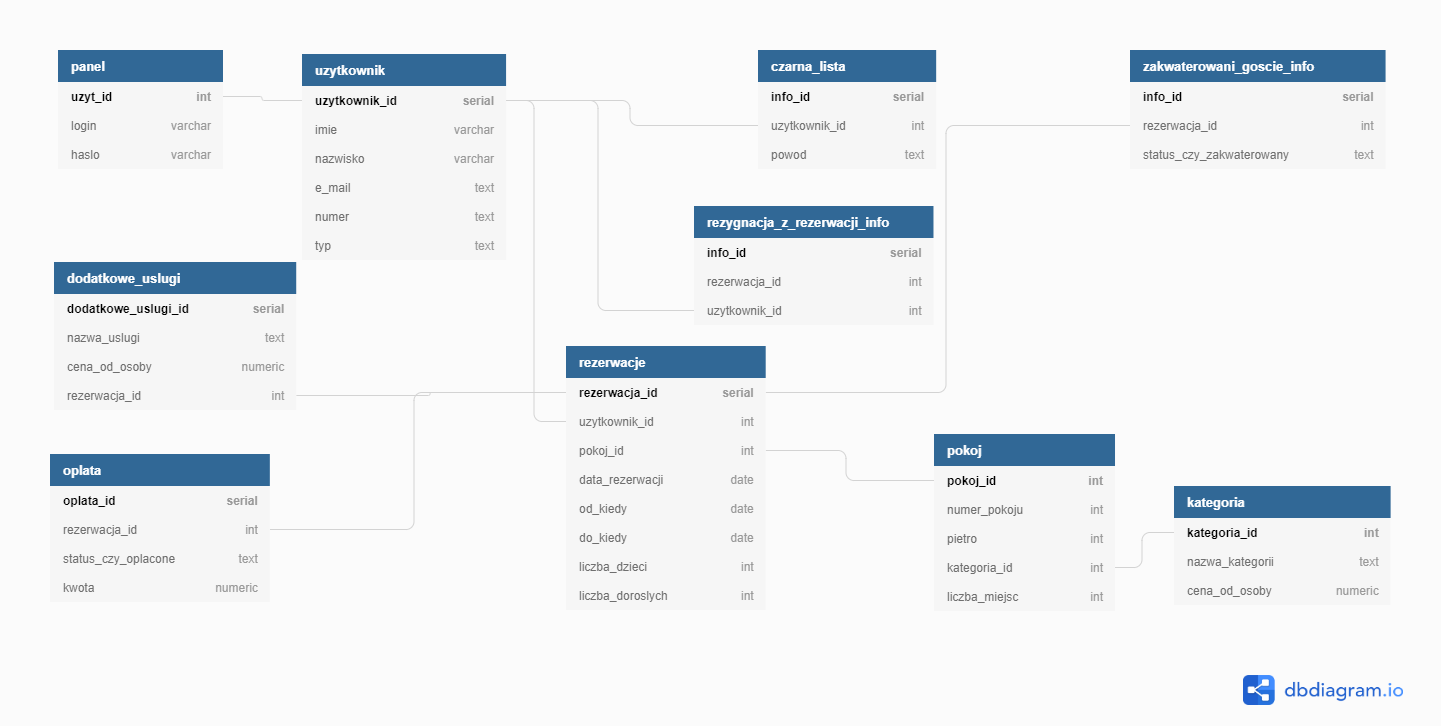 panel
uzyt_id int
login varchar
haslo varchar
uzytkownik
uzytkownik_id serial
imie varchar
nazwisko varchar
e_mail text
numer text
typ text
czarna_lista
info_id serial
uzytkownik_id int
powod text
zakwaterowani_goscie_info
info_id serial
rezerwacja_id int
status_czy_zakwaterowany text
rezygnacja_z_rezerwacji_info
info_id serial
rezerwacja_id int
uzytkownik_id int
dodatkowe_uslugi
dodatkowe_uslugi_id serial
nazwa_uslugi text
cena_od_osoby numeric
rezerwacja_id int
rezerwacje
rezerwacja_id serial
uzytkownik_id int
pokoj_id int
data_rezerwacji date
od_kiedy date
do_kiedy date
liczba_dzieci int
liczba_doroslych int
oplata
oplata_id serial
rezerwacja_id int
status_czy_oplacone text
kwota numeric
pokoj
pokoj_id int
numer_pokoju int
pietro int
kategoria_id int
liczba_miejsc int
kategoria
kategoria_id int
nazwa_kategorii text
cena_od_osoby numeric
dbdiagram.io